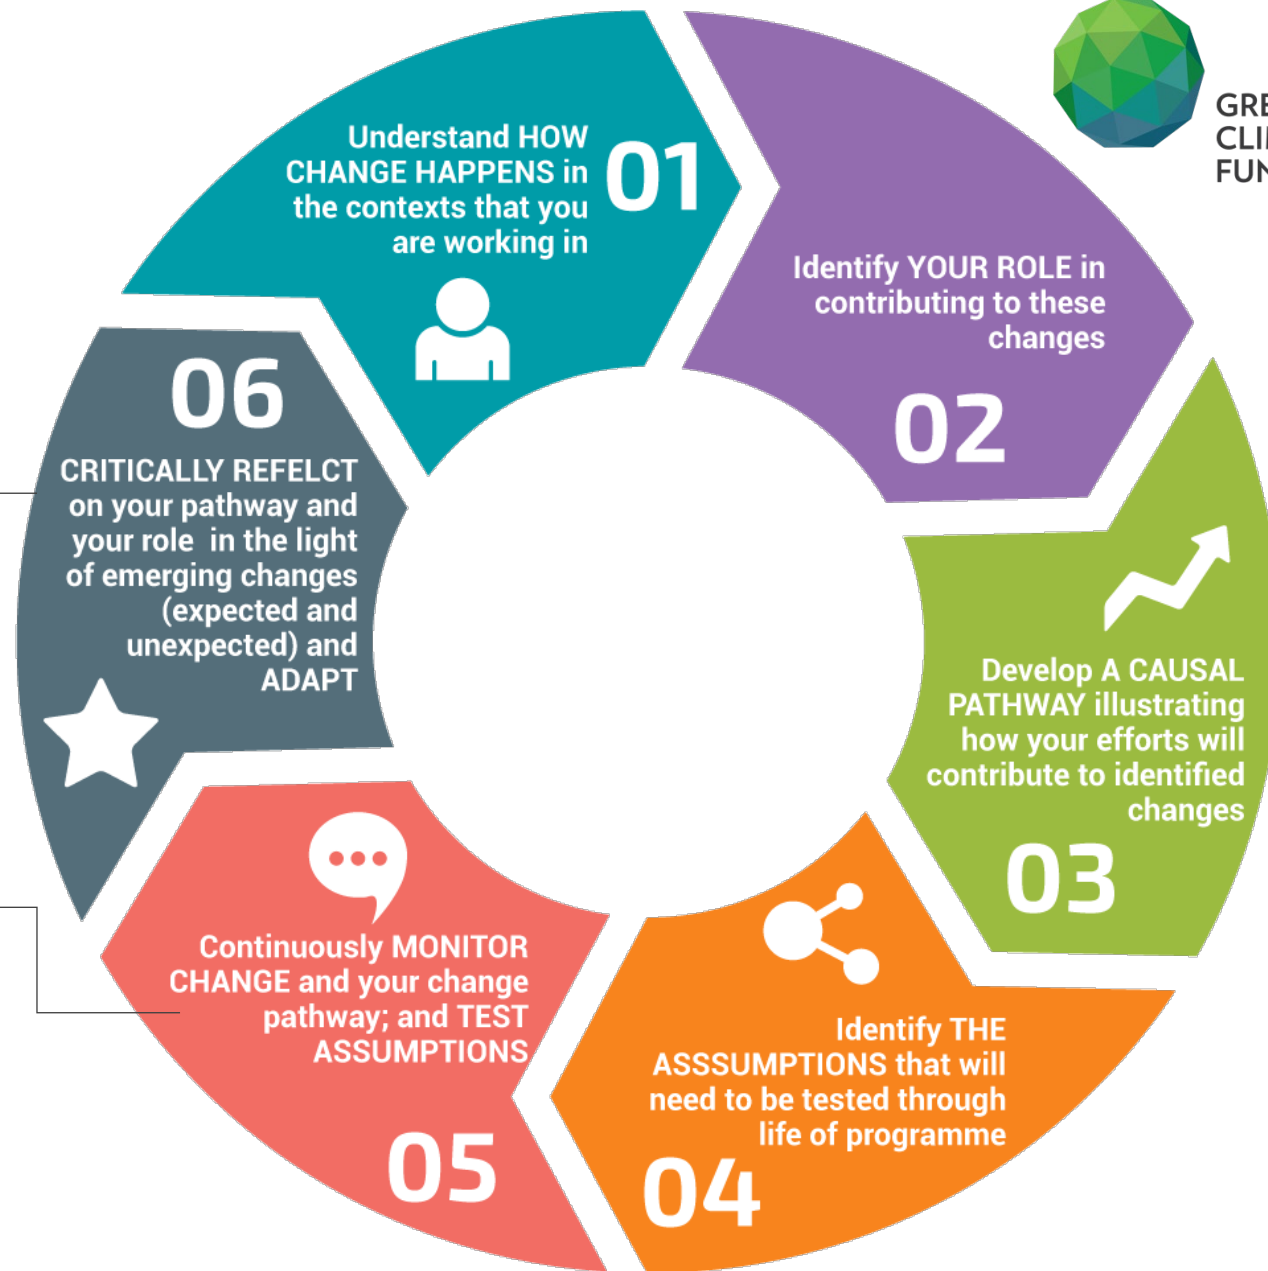 Understand HOW
CHANGE HAPPENS in
the contexts that you
are working in
01
Identify YOUR ROLE in
contributing to these
changes
02
Develop A CAUSAL
PATHWAY illustrating
how your efforts will
contribute to identified
changes
03
Identify THE
ASSSUMPTIONS that will
need to be tested through
life of programme
04
Continuously MONITOR
CHANGE and your change
pathway; and TEST
ASSUMPTIONS
05
06
CRITICALLY REFELCT
on your pathway and
your role in the light
of emerging changes
(expected and
unexpected) and
ADAPT